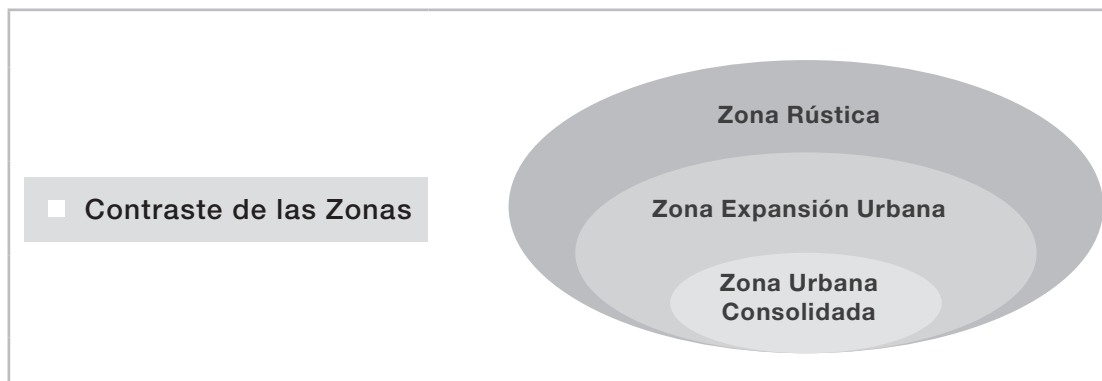 Contraste de las Zonas
Zona Rústica
Zona Expansión Urbana
Zona Urbana
Consolidada